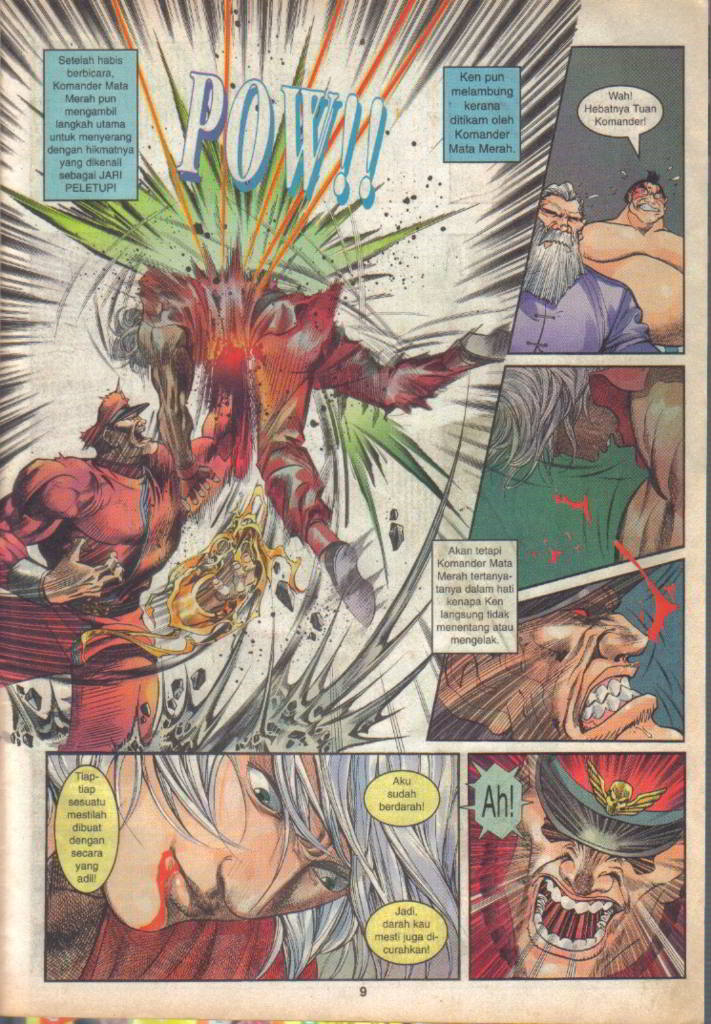 Setelah habis
berbicara,
Komander Mata
Merah pun
mengambil
langkah utama
untuk menyerang
dengan hikmatnya
yang dikenali
sebagai JARI
PELETUP!
POW!!
Ken pun
melambung
kerana
ditikam oleh
Komander
Mata Merah.
Wah!
Hebatnya Tuan
Komander!
Akan tetapi
Komander Mata
Merah tertanya-
tanya dalam hati
kenapa Ken
langsung tidak
menentang atau
mengelak.
Tiap-
tiap
sesuatu
mestilah
dibuat
dengan
secara
yang
adil!
Aku
sudah
berdarah!
Jadi,
darah kau
mesti juga di-
curahkan!
Ah!
9